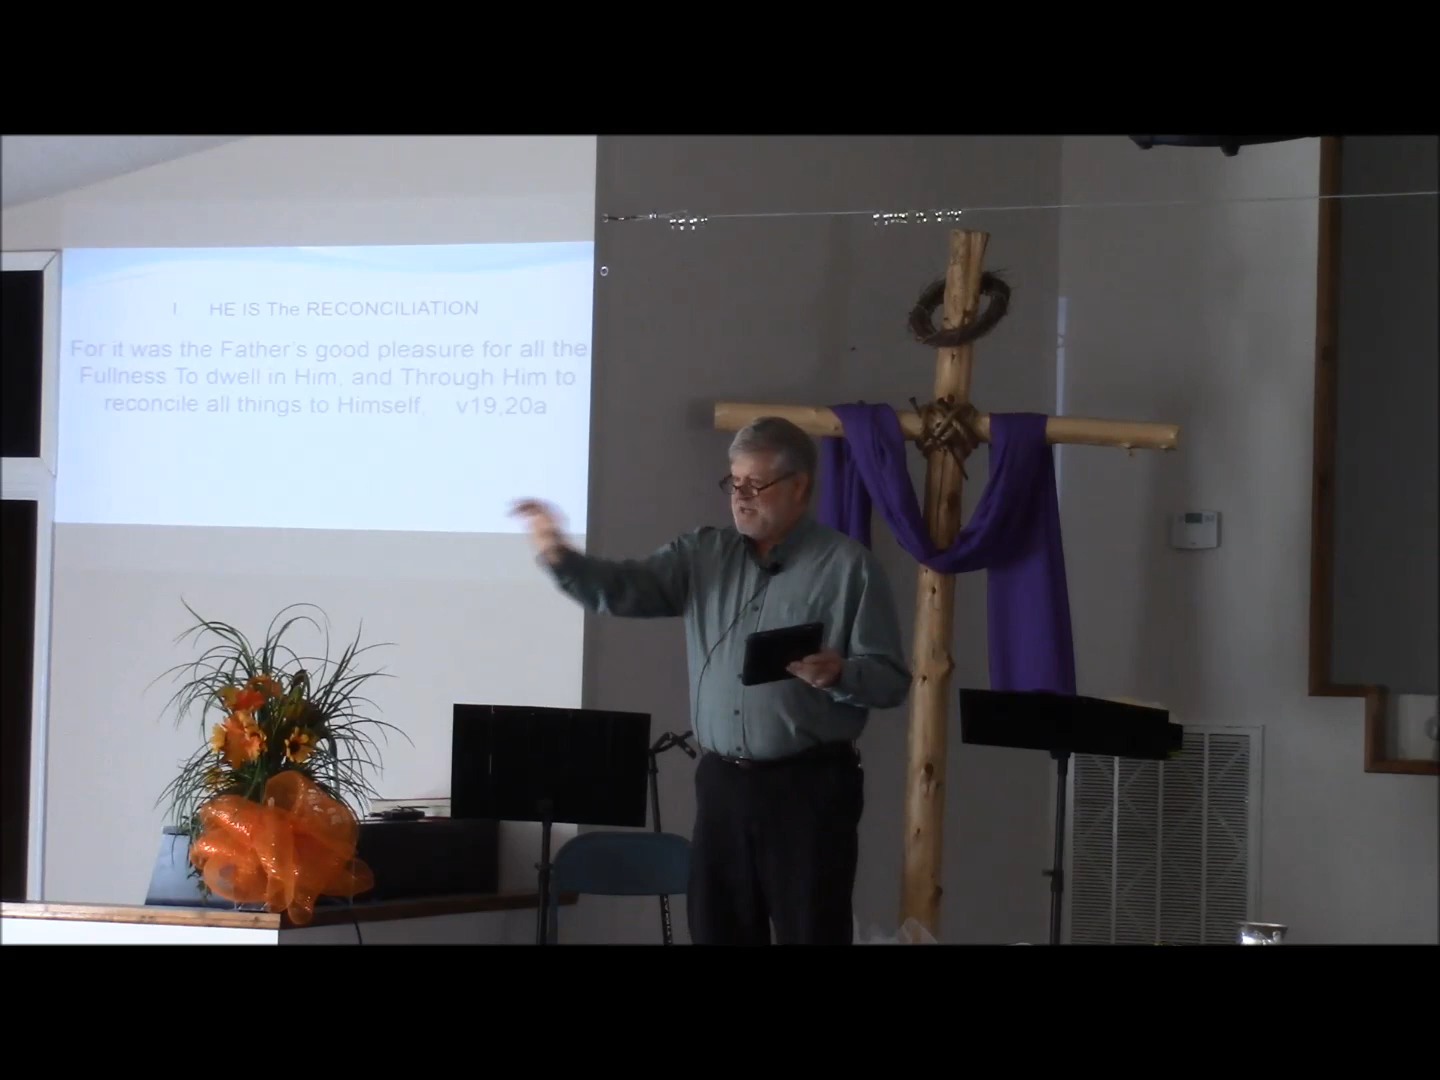 I. HE IS The RECONCILIATION
For it was the Father's good pleasure for all the
Fullness To dwell in Him, and Through Him to
reconcile all things to Himself, v19,20a